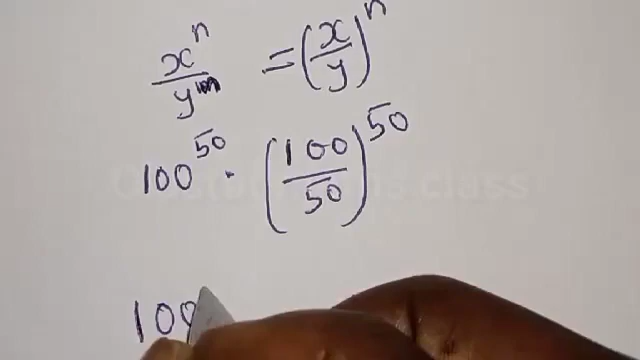 x^n / y^n = (x/y)^n
100^50 · (100/50)^50
100